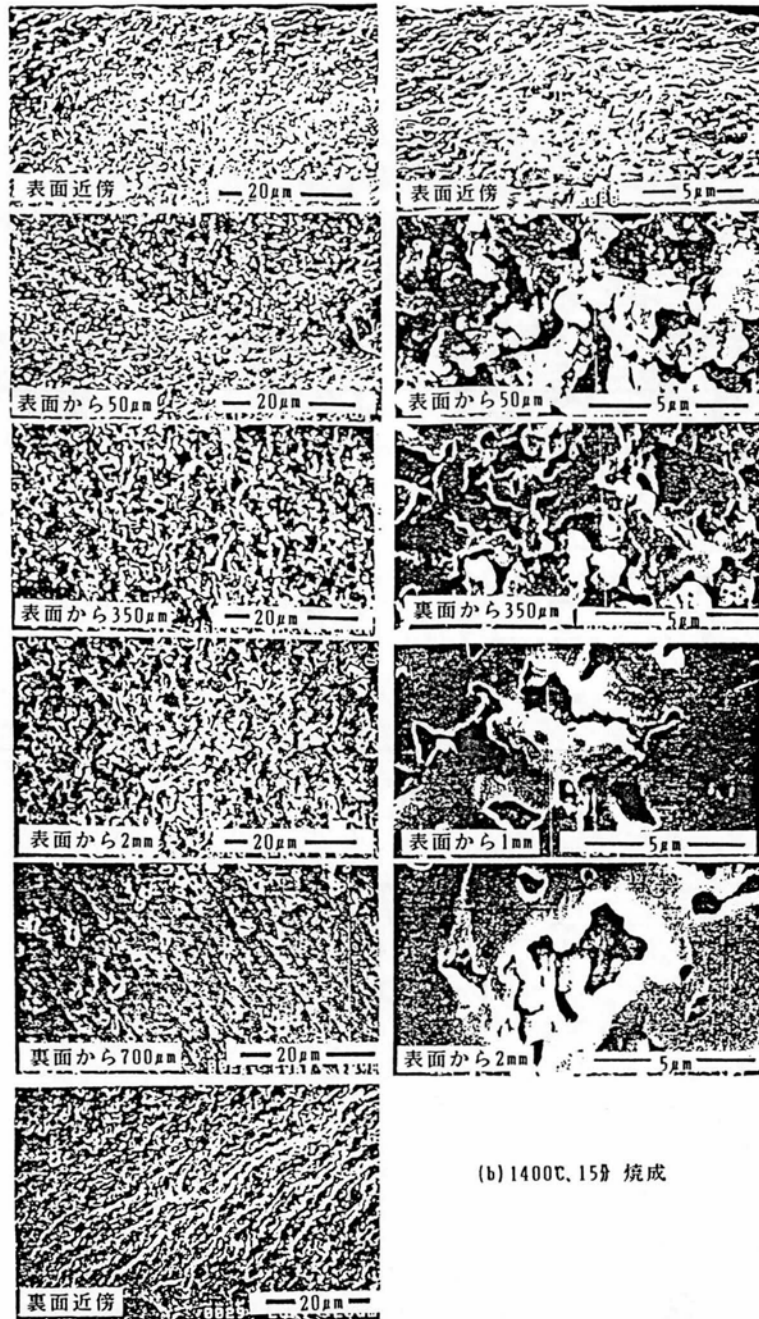 表面近傍 20μm
表面近傍 5μm
表面から50μm 20μm
表面から50μm 5μm
表面から350μm 20μm
裏面から350μm 5μm
表面から2mm 20μm
表面から1mm 5μm
裏面から700μm 20μm
表面から2mm 5μm
(b) 1400℃、15分 焼成
裏面近傍 20μm